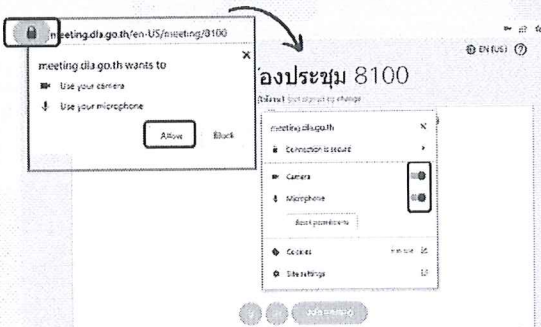 meeting.dla.go.th/en-US/meeting/8100
meeting.dla.go.th wants to
Use your camera
Use your microphone
Allow Block
EN (US)
ห้องประชุม 8100
change
meeting.dla.go.th
Connection is secure
Camera
Microphone
Reset permissions
Cookies
Site settings